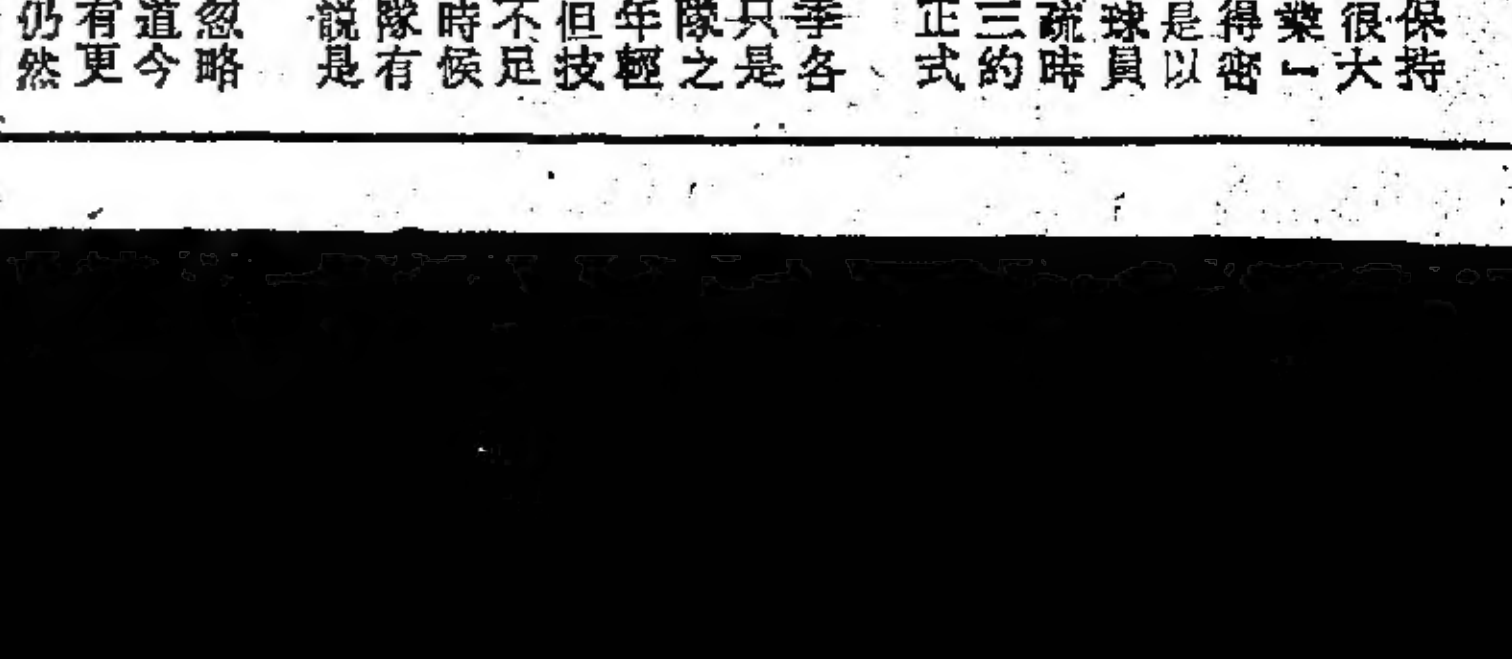 保持
很大
業」
得密
是以
球員
疏時
三約
正式
季各
只是
隊之
年輕
但技
不足
時候
隊有
説是
忽略
道今
有更
仍然